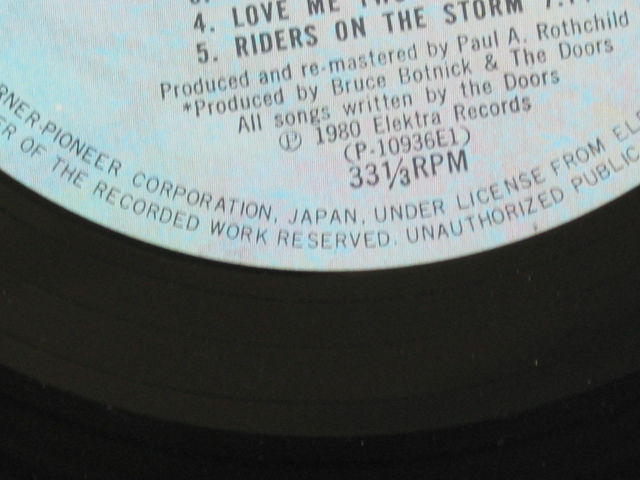 4. LOVE ME
5. RIDERS ON THE STORM
Produced and re-mastered by Paul A. Rothchild
*Produced by Bruce Botnick & The Doors
All songs written by the Doors
Ⓟ 1980 Elektra Records
(P-10936E1)
33⅓RPM
RNER-PIONEER CORPORATION, JAPAN, UNDER LICENSE FROM EL
ER OF THE RECORDED WORK RESERVED. UNAUTHORIZED PUBLIC